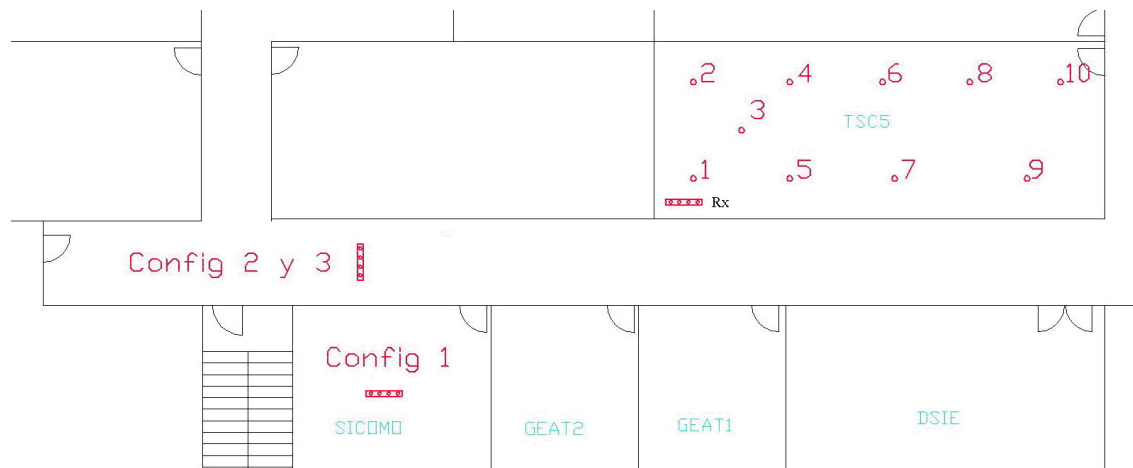 2 4 6 8 10
3
TSC5
1 5 7 9
Rx
Config 2 y 3
Config 1
SICOMO GEAT2 GEAT1 DSIE